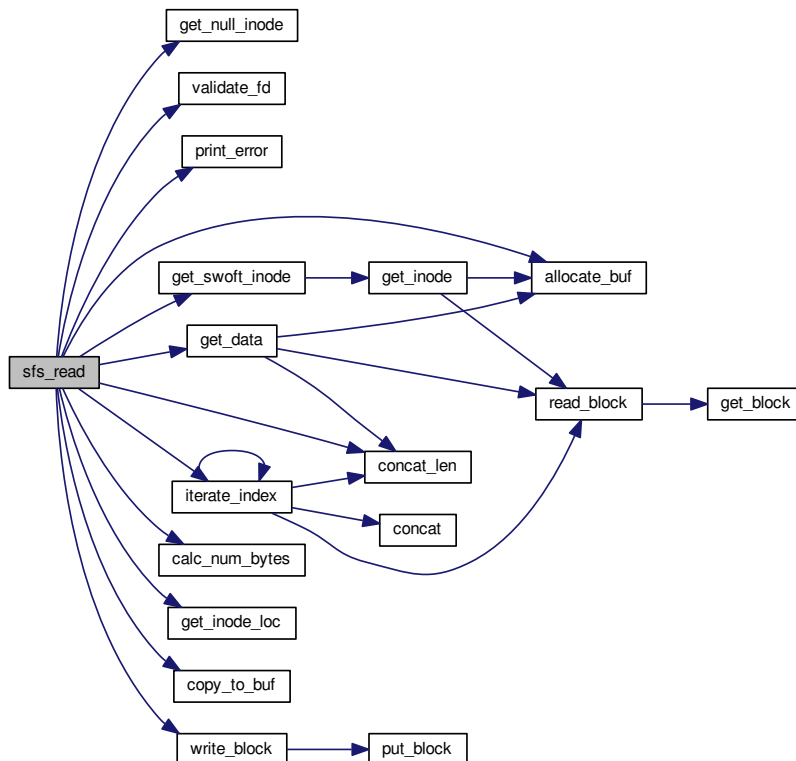 get_null_inode
validate_fd
print_error
get_swoft_inode
get_inode
allocate_buf
get_data
sfs_read
read_block
get_block
concat_len
iterate_index
concat
calc_num_bytes
get_inode_loc
copy_to_buf
write_block
put_block